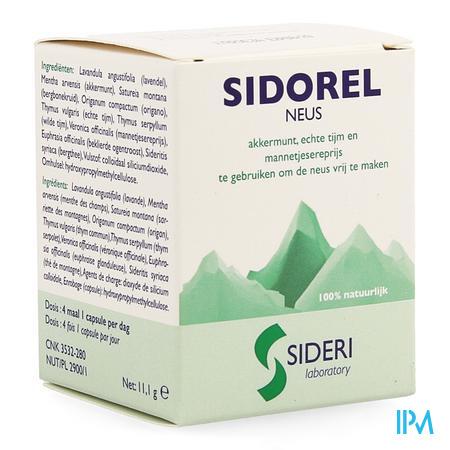 Ingrediënten: Lavandula angustifolia (lavendel),
Mentha arvensis (akkermunt), Satureia montana
(bergbonekruid), Origanum compactum (origano),
Thymus vulgaris (echte tijm), Thymus serpyllum
(wilde tijm), Veronica officinalis (mannetjesereprijs),
Euphrasia officinalis (beklierde ogentroost), Sideritis
syriaca (bergthee), Vulstof: colloïdaal siliciumdioxide,
Omhulsel: hydroxypropylmethylcellulose.
Ingrédients: Lavandula angustifolia (lavande), Mentha
arvensis (menthe des champs), Satureia montana (sar-
riette des montagnes), Origanum compactum (origan),
Thymus vulgaris (thym commun), Thymus serpyllum (thym
serpolet), Veronica officinalis (véronique officinale), Euphra-
sia officinalis (euphraise glanduleuse), Sideritis syriaca
(thé de montagne), Agents de charge: dioxyde de silicium
colloïdale, Enrobage (capsule): hydroxypropylmethylcellulose.
Dosis: 4 maal 1 capsule per dag
Dosis: 4 fois 1 capsule par jour
CNK 3532-280
NUT/PL 2900/1
Net: 11,1 g e
SIDOREL
NEUS
akkermunt, echte tijm en
mannetjesereprijs
te gebruiken om de neus vrij te maken
100% natuurlijk
SIDERI
laboratory
IPM